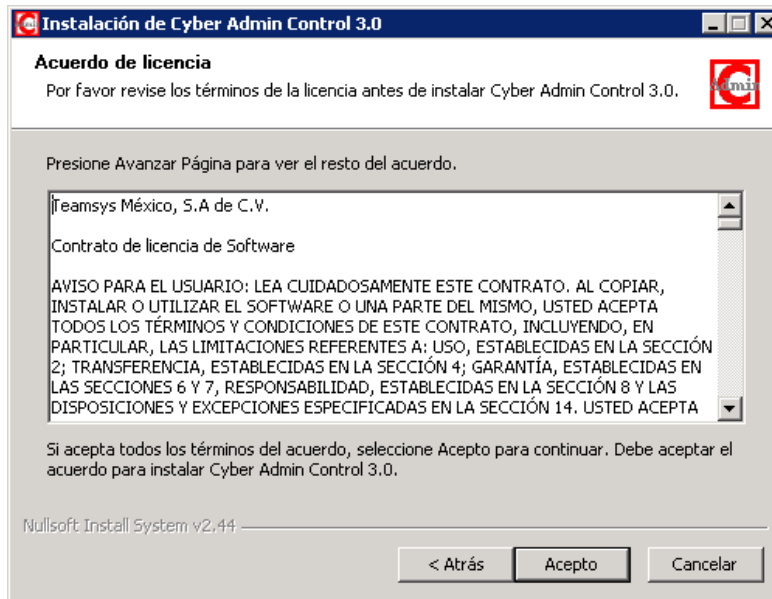 Instalación de Cyber Admin Control 3.0
Acuerdo de licencia
Por favor revise los términos de la licencia antes de instalar Cyber Admin Control 3.0.
Admin
Presione Avanzar Página para ver el resto del acuerdo.
Teamsys México, S.A de C.V.
Contrato de licencia de Software
AVISO PARA EL USUARIO: LEA CUIDADOSAMENTE ESTE CONTRATO. AL COPIAR,
INSTALAR O UTILIZAR EL SOFTWARE O UNA PARTE DEL MISMO, USTED ACEPTA
TODOS LOS TÉRMINOS Y CONDICIONES DE ESTE CONTRATO, INCLUYENDO, EN
PARTICULAR, LAS LIMITACIONES REFERENTES A: USO, ESTABLECIDAS EN LA SECCIÓN
2; TRANSFERENCIA, ESTABLECIDAS EN LA SECCIÓN 4; GARANTÍA, ESTABLECIDAS EN
LAS SECCIONES 6 Y 7, RESPONSABILIDAD, ESTABLECIDAS EN LA SECCIÓN 8 Y LAS
DISPOSICIONES Y EXCEPCIONES ESPECIFICADAS EN LA SECCIÓN 14. USTED ACEPTA
Si acepta todos los términos del acuerdo, seleccione Acepto para continuar. Debe aceptar el
acuerdo para instalar Cyber Admin Control 3.0.
Nullsoft Install System v2.44
< Atrás
Acepto
Cancelar